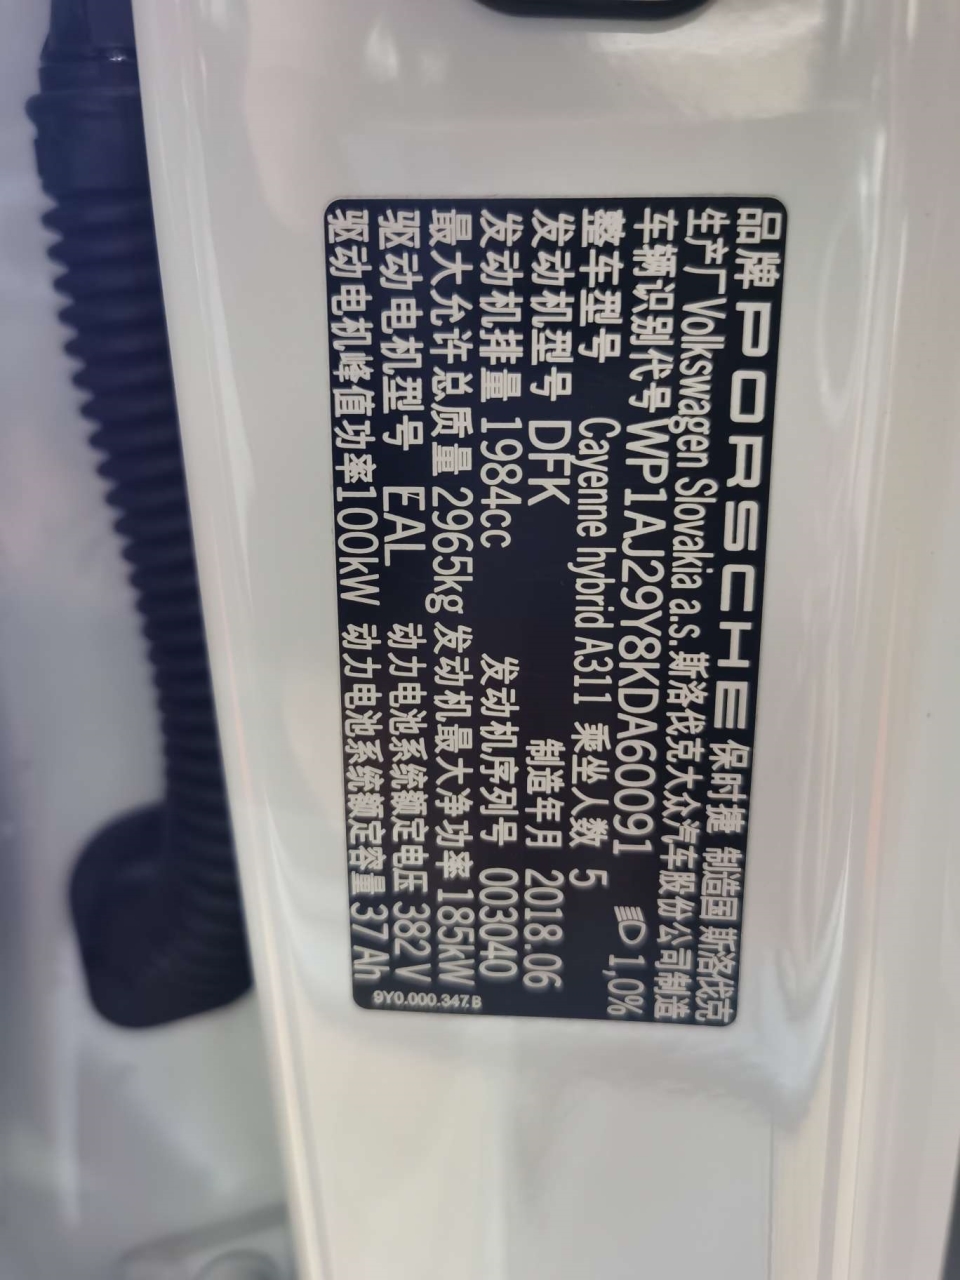 品牌 PORSCHE 保时捷 制造国 斯洛伐克
生产厂 Volkswagen Slovakia a.s. 斯洛伐克大众汽车股份公司制造
车辆识别代号 WP1AJ29Y8KDA60091 1,0%
整车型号 Cayenne hybrid A311 乘坐人数 5
发动机型号 DFK 制造年月 2018.06
发动机排量 1984cc 发动机序列号 003040
最大允许总质量 2965kg 发动机最大净功率 185kW
驱动电机型号 EAL 动力电池系统额定电压 382 V
驱动电机峰值功率 100kW 动力电池系统额定容量 37 Ah
9Y0.000.347.B